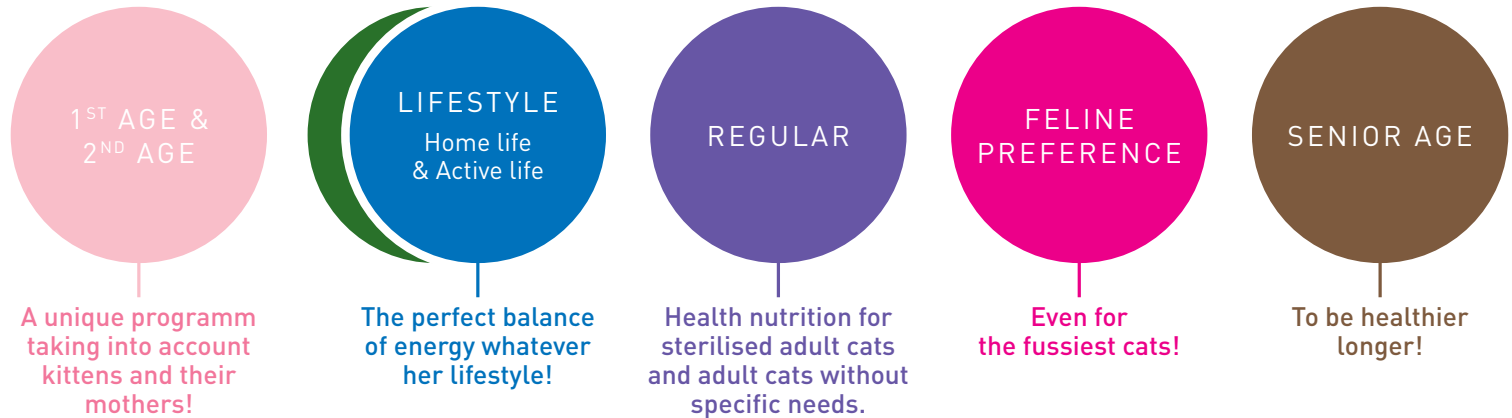 1ST AGE &
2ND AGE
A unique programm
taking into account
kittens and their
mothers!
LIFESTYLE
Home life
& Active life
The perfect balance
of energy whatever
her lifestyle!
REGULAR
Health nutrition for
sterilised adult cats
and adult cats without
specific needs.
FELINE
PREFERENCE
Even for
the fussiest cats!
SENIOR AGE
To be healthier
longer!